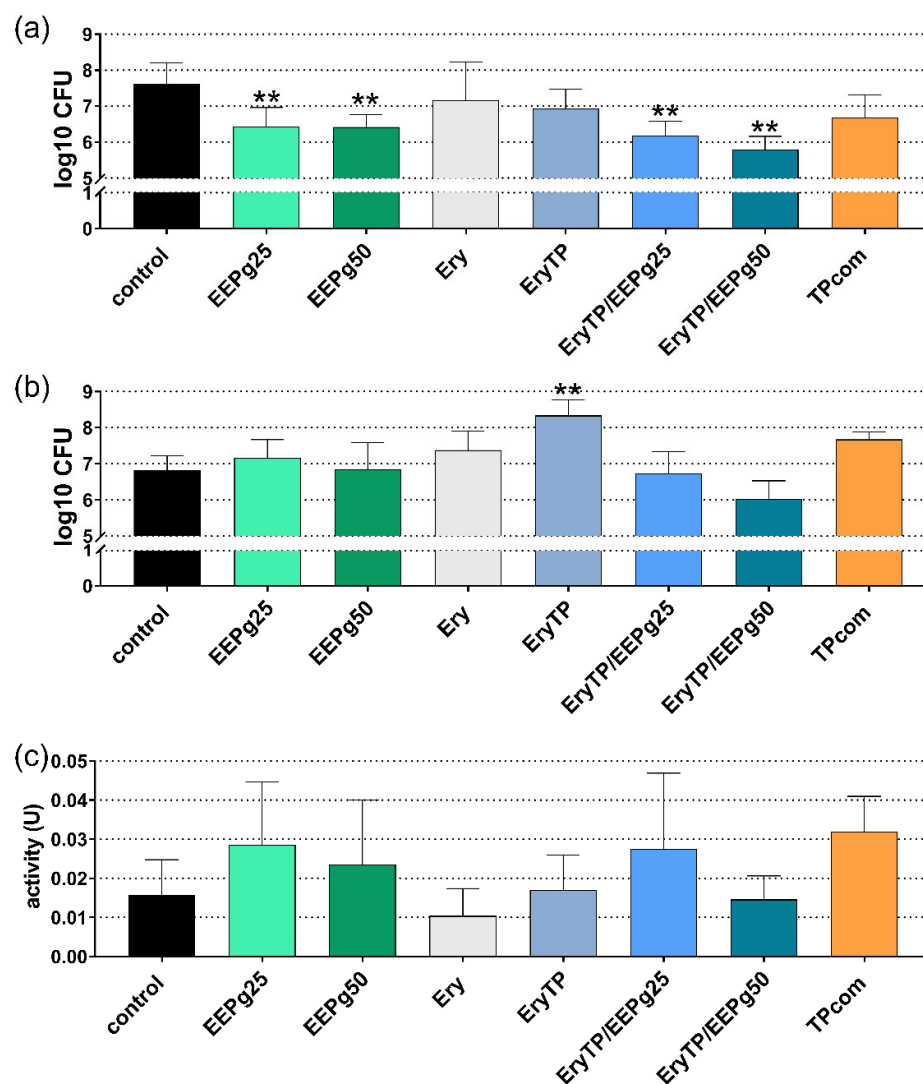 (a)
log10 CFU
9
8
7
6
5
1
0
** ** ** **
control EEPg25 EEPg50 Ery EryTP EryTP/EEPg25 EryTP/EEPg50 TPcom
(b)
log10 CFU
9
8
7
6
5
1
0
**
control EEPg25 EEPg50 Ery EryTP EryTP/EEPg25 EryTP/EEPg50 TPcom
(c)
activity (U)
0.05
0.04
0.03
0.02
0.01
0.00
control EEPg25 EEPg50 Ery EryTP EryTP/EEPg25 EryTP/EEPg50 TPcom